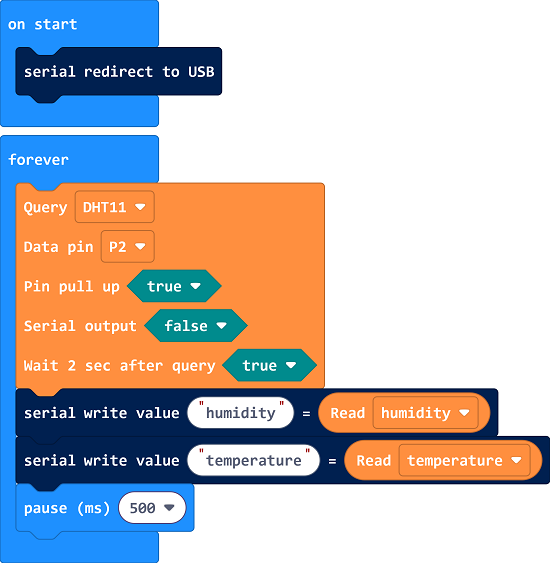 on start
serial redirect to USB
forever
Query DHT11
Data pin P2
Pin pull up true
Serial output false
Wait 2 sec after query true
serial write value "humidity" = Read humidity
serial write value "temperature" = Read temperature
pause (ms) 500